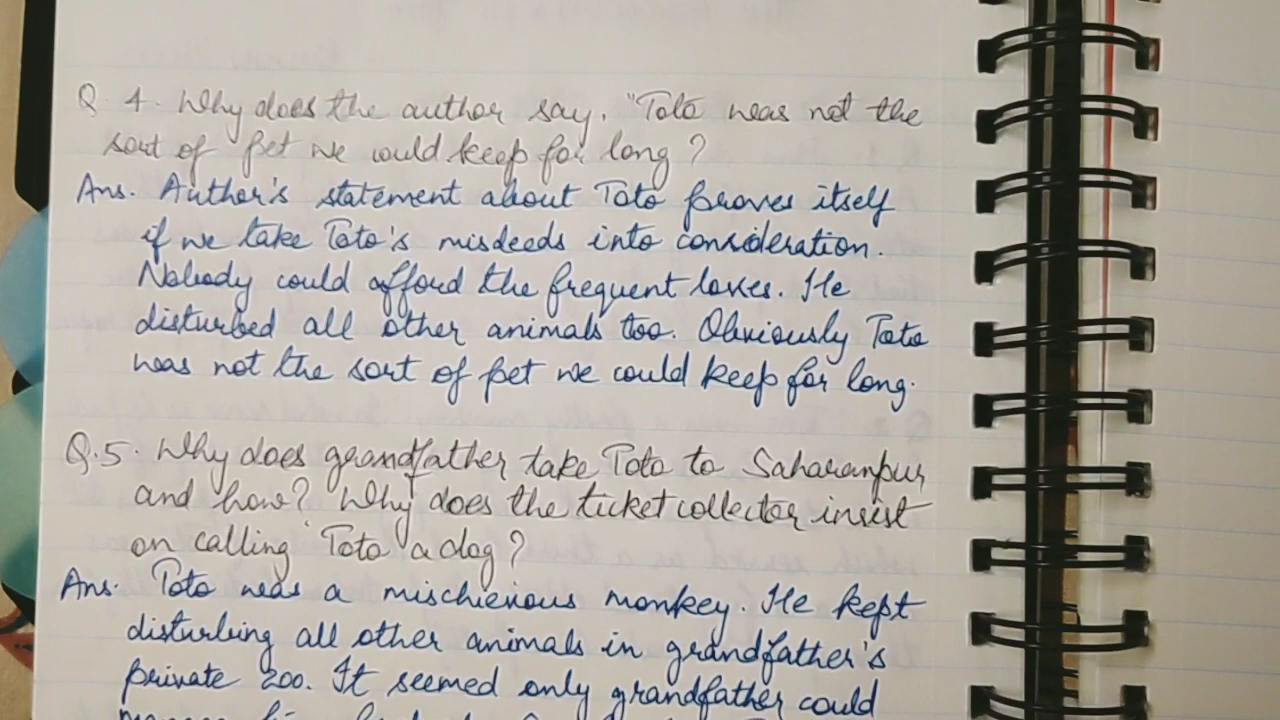 Q. 4. Why does the author say, "Toto was not the
sort of pet we would keep for long ?
Ans. Author's statement about Toto proves itself
if we take Toto's misdeeds into consideration.
Nobody could afford the frequent loses. He
disturbed all other animals too. Obviously Toto
was not the sort of pet we could keep for long.
Q.5. Why does grandfather take Toto to Saharanpur
and how? Why does the ticket collector insist
on calling Toto a dog ?
Ans. Toto was a mischievous monkey. He kept
disturbing all other animals in grandfather's
private zoo. It seemed only grandfather could